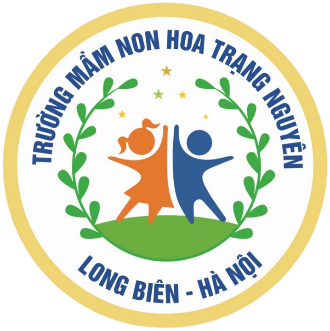 TRƯỜNG MẦM NON HOA TRẠNG NGUYÊN
LONG BIÊN - HÀ NỘI